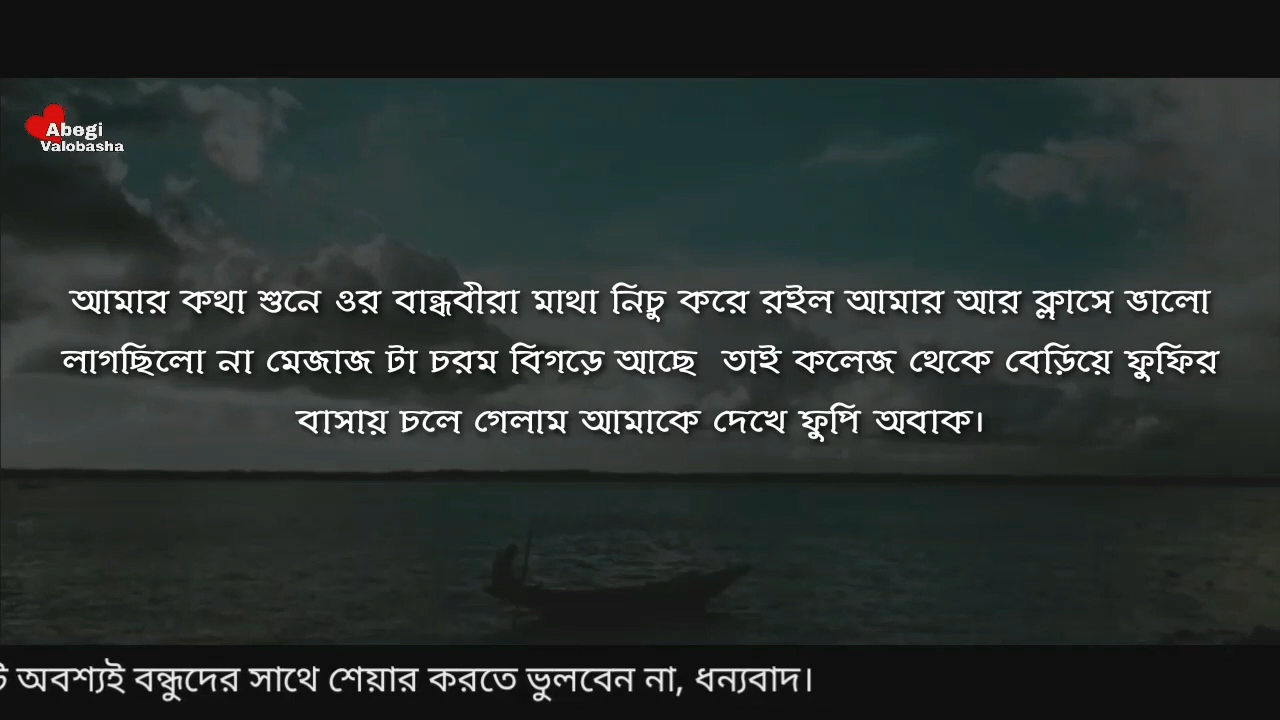 Abegi
Valobasha
আমার কথা শুনে ওর বান্ধবীরা মাথা নিচু করে রইল আমার আর ক্লাসে ভালো
লাগছিলো না মেজাজ টা চরম বিগড়ে আছে তাই কলেজ থেকে বেড়িয়ে ফুফির
বাসায় চলে গেলাম আমাকে দেখে ফুপি অবাক।
অবশ্যই বন্ধুদের সাথে শেয়ার করতে ভুলবেন না, ধন্যবাদ।